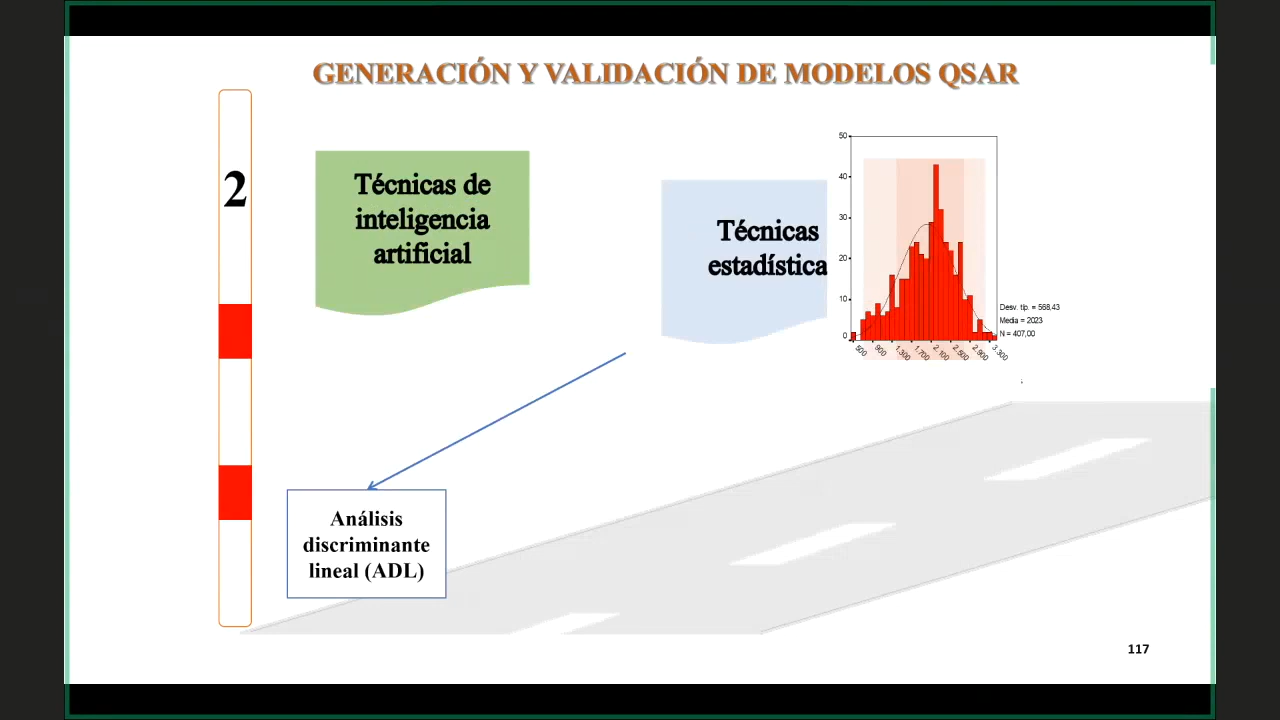 GENERACIÓN Y VALIDACIÓN DE MODELOS QSAR
2
Técnicas de
inteligencia
artificial
Técnicas
estadística
50
40
30
20
10
0
500
900
1.300
1.700
2.100
2.500
2.900
3.300
Desv. típ. = 568,43
Media = 2023
N = 407,00
Análisis
discriminante
lineal (ADL)
117